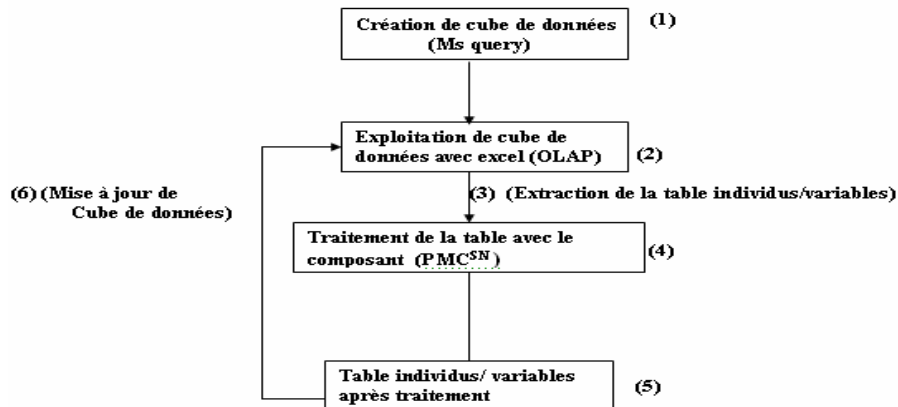 Création de cube de données (1)
(Ms query)
Exploitation de cube de
données avec excel (OLAP) (2)
(6) (Mise à jour de
Cube de données)
(3) (Extraction de la table individus/variables)
Traitement de la table avec le
composant (PMCSN) (4)
Table individus/ variables
après traitement (5)